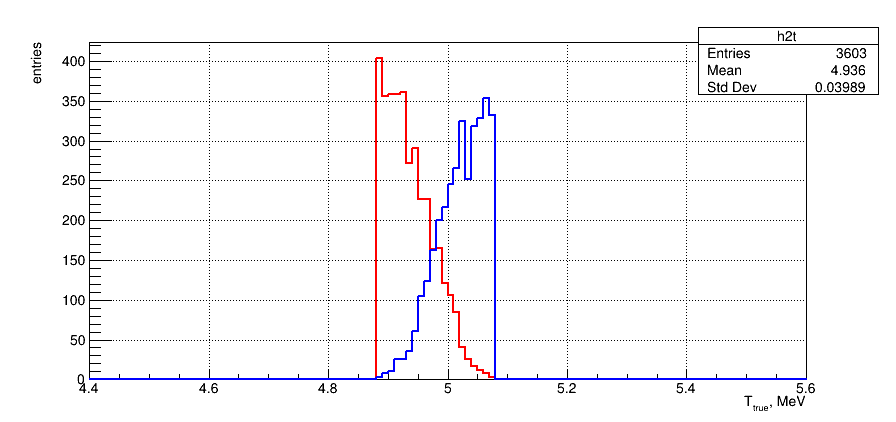 h2t
Entries 3603
Mean 4.936
Std Dev 0.03989
entries
400
350
300
250
200
150
100
50
0
4.4 4.6 4.8 5 5.2 5.4 5.6
T_true, MeV